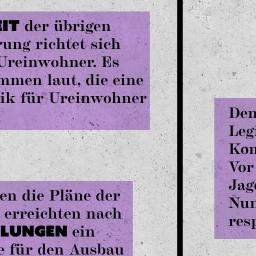 EIT der übrigen
rung richtet sich
Ureinwohner. Es
mmen laut, die eine
ik für Ureinwohner
en die Pläne der
erreichten nach
LUNGEN ein
e für den Ausbau
Den
Legi
Kon
Vor
Jage
Nun
resp